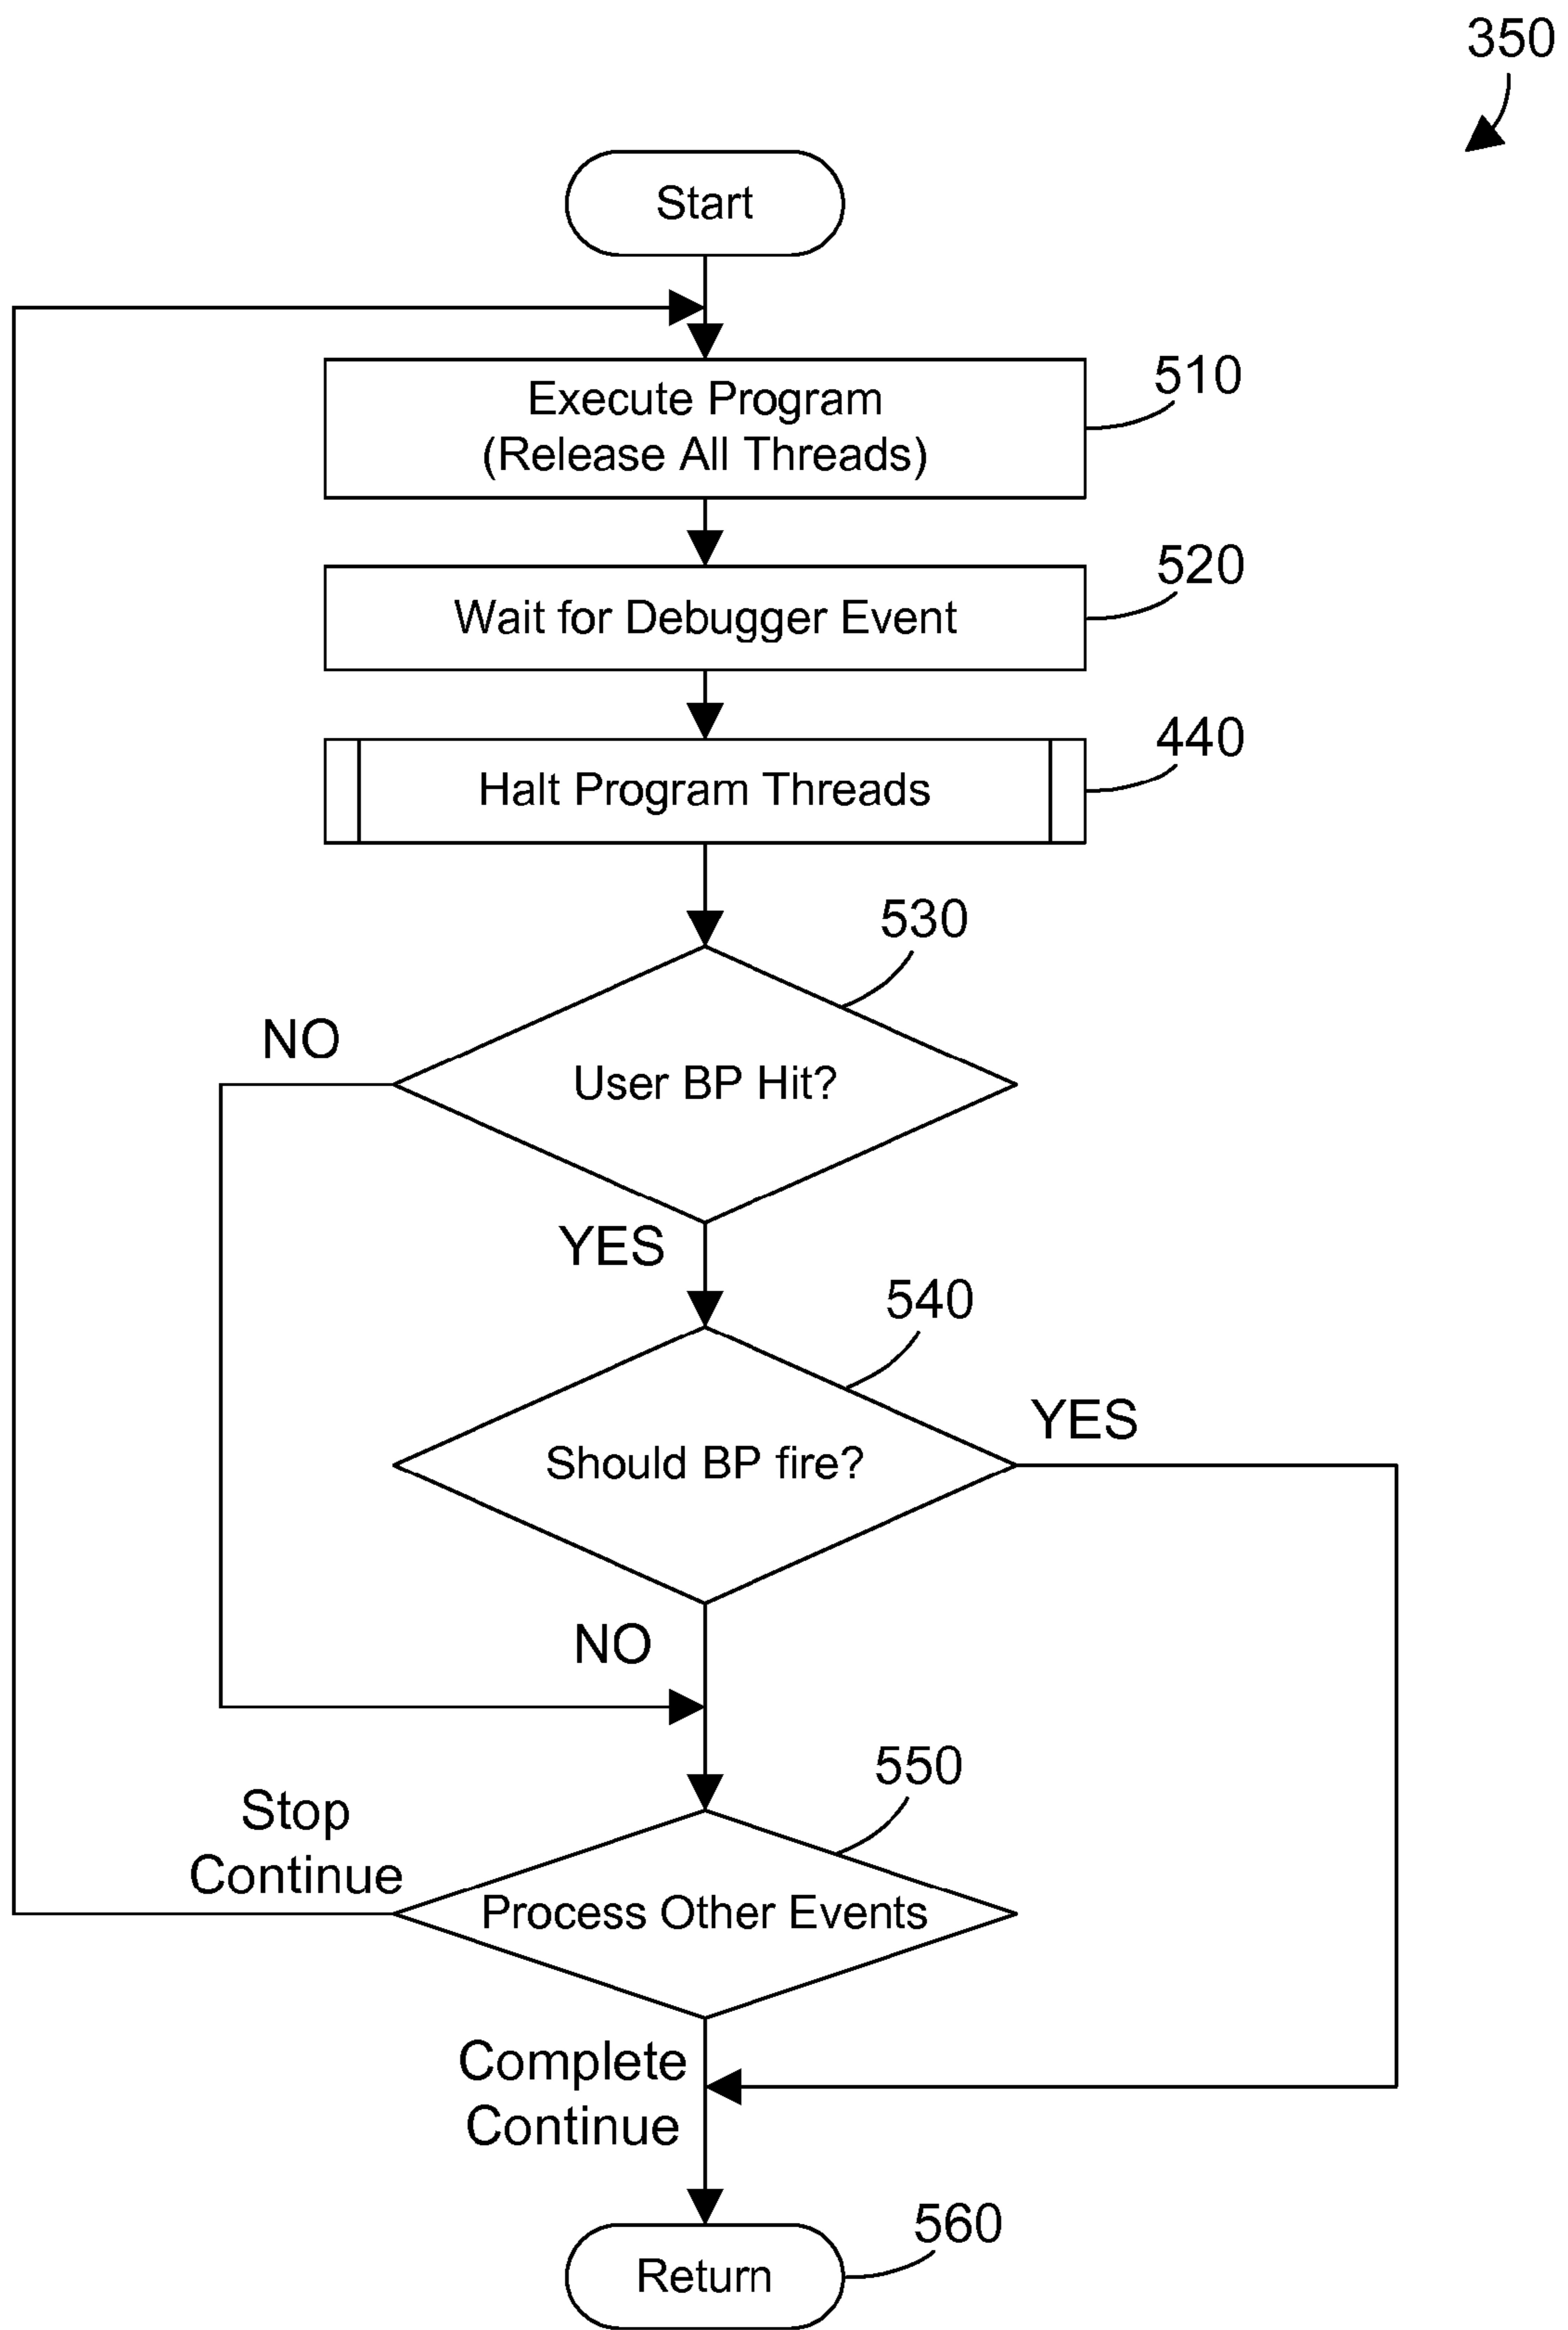 350
Start
Execute Program
(Release All Threads)
510
Wait for Debugger Event
520
Halt Program Threads
440
530
NO
User BP Hit?
YES
540
YES
Should BP fire?
NO
550
Stop
Continue
Process Other Events
Complete
Continue
560
Return